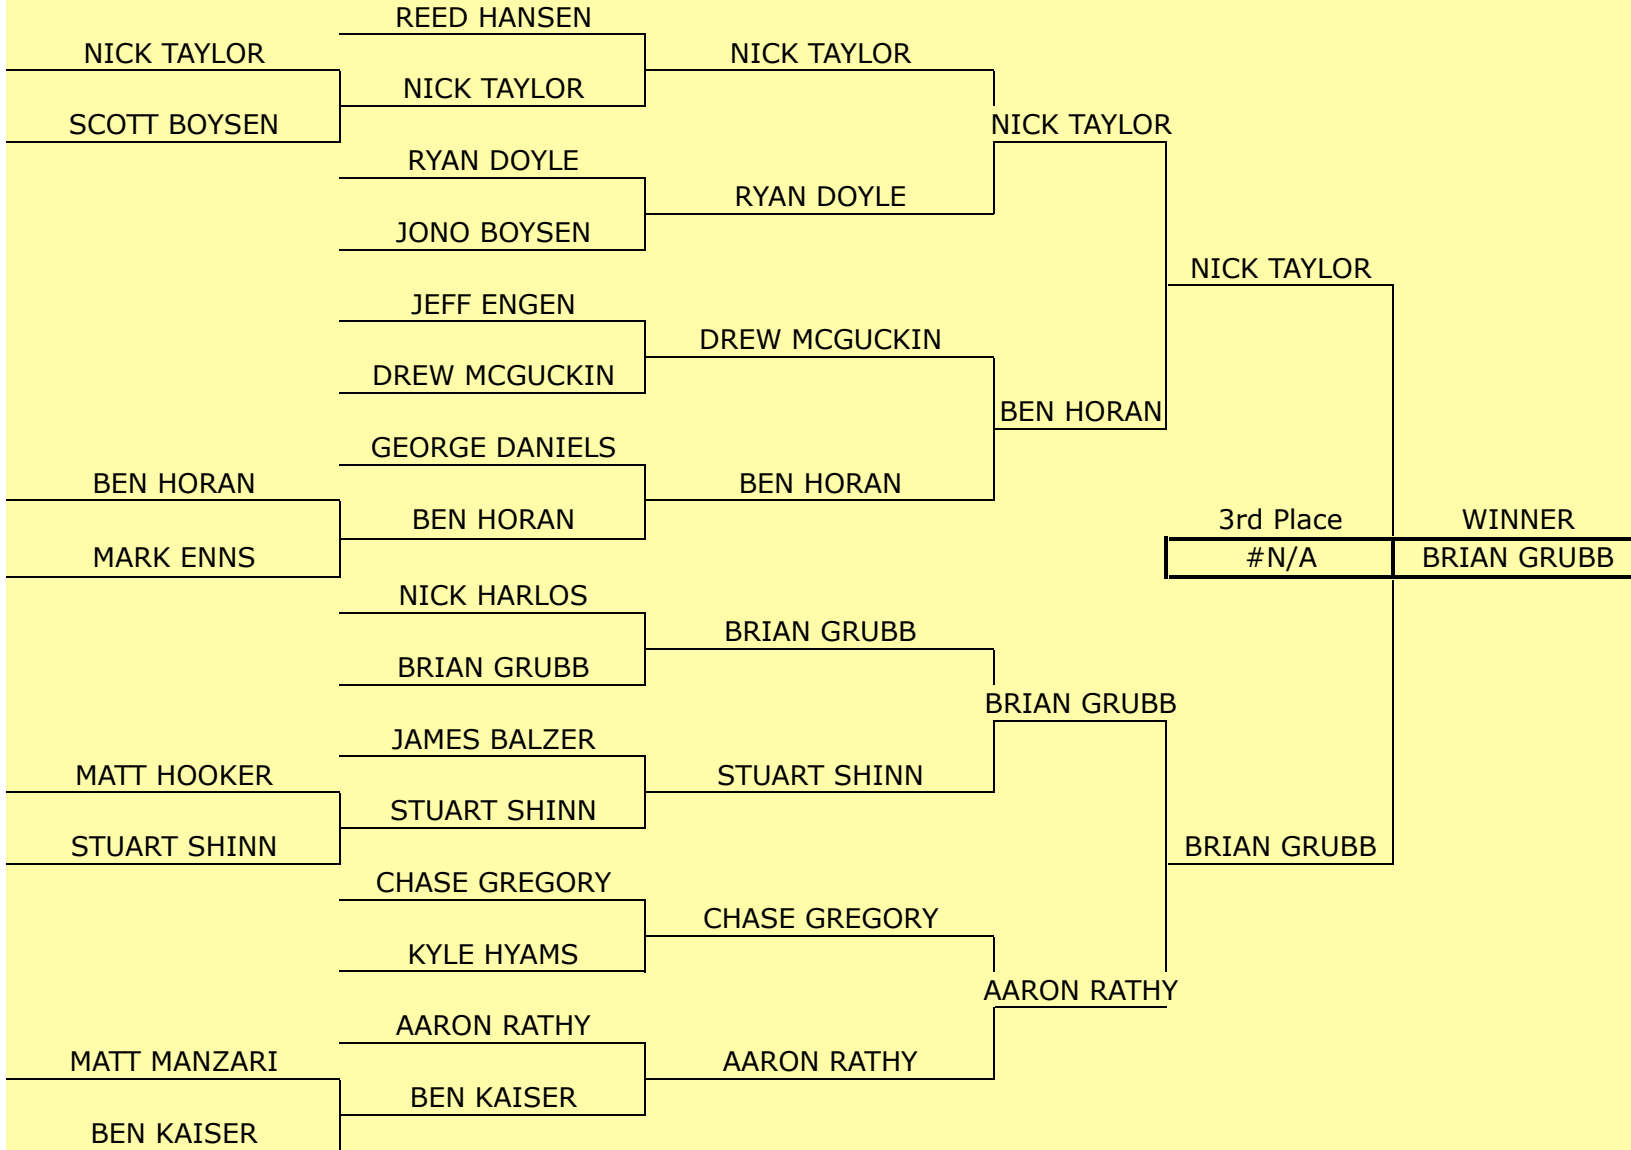 REED HANSEN
NICK TAYLOR
NICK TAYLOR
NICK TAYLOR
SCOTT BOYSEN
NICK TAYLOR
RYAN DOYLE
RYAN DOYLE
JONO BOYSEN
NICK TAYLOR
JEFF ENGEN
DREW MCGUCKIN
DREW MCGUCKIN
BEN HORAN
GEORGE DANIELS
BEN HORAN
BEN HORAN
BEN HORAN
3rd Place
WINNER
MARK ENNS
#N/A
BRIAN GRUBB
NICK HARLOS
BRIAN GRUBB
BRIAN GRUBB
BRIAN GRUBB
JAMES BALZER
MATT HOOKER
STUART SHINN
STUART SHINN
STUART SHINN
BRIAN GRUBB
CHASE GREGORY
CHASE GREGORY
KYLE HYAMS
AARON RATHY
AARON RATHY
MATT MANZARI
AARON RATHY
BEN KAISER
BEN KAISER